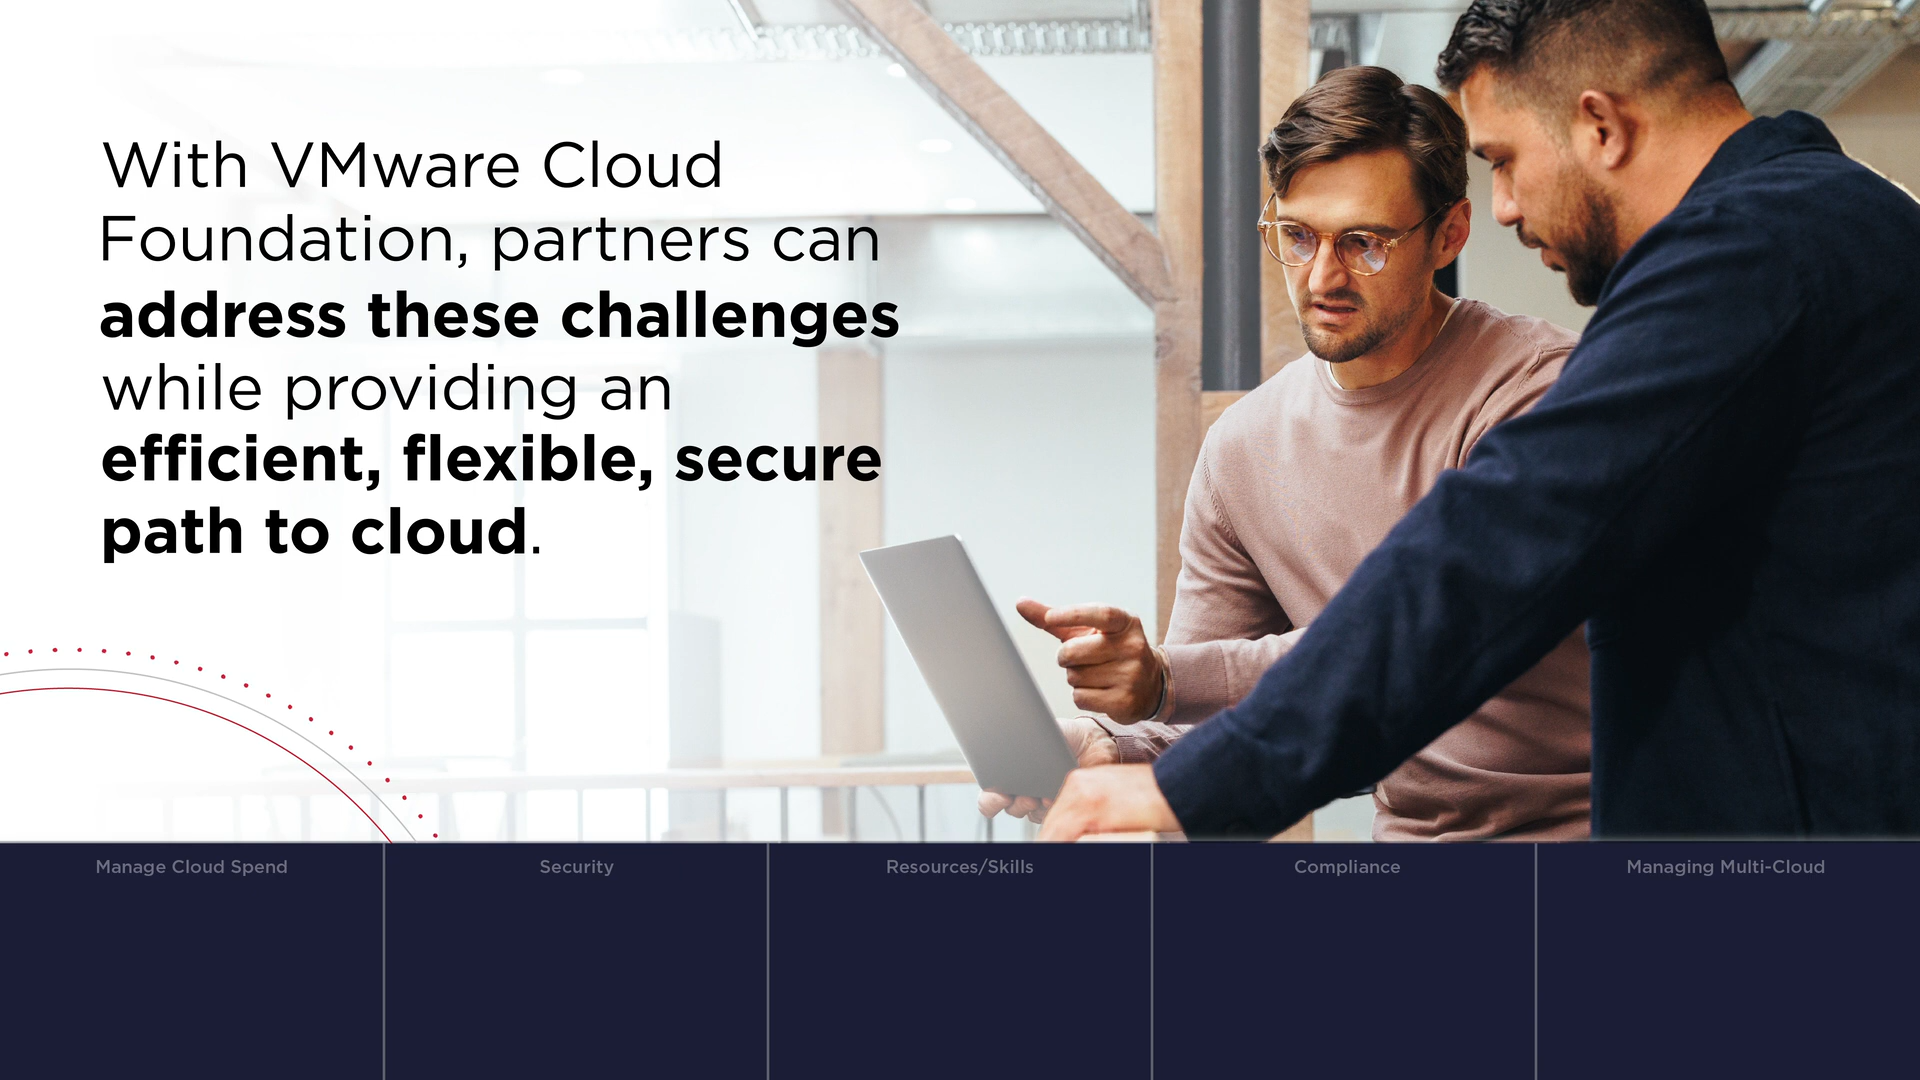 With VMware Cloud
Foundation, partners can
address these challenges
while providing an
efficient, flexible, secure
path to cloud.
Manage Cloud Spend
Security
Resources/Skills
Compliance
Managing Multi-Cloud